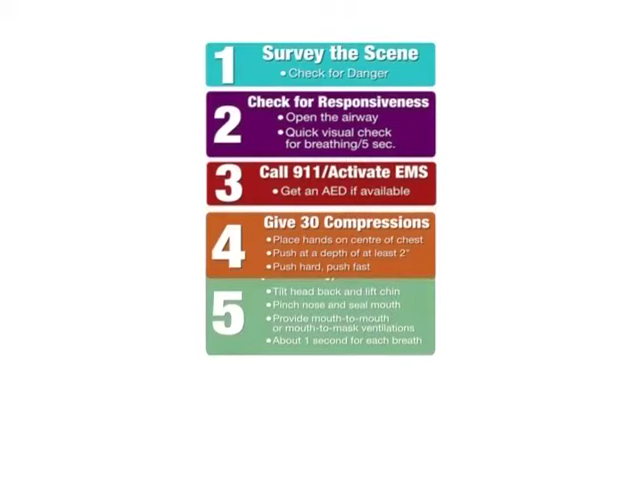 1
Survey the Scene
• Check for Danger
2
Check for Responsiveness
• Open the airway
• Quick visual check
for breathing/5 sec.
3
Call 911/Activate EMS
• Get an AED if available
4
Give 30 Compressions
• Place hands on centre of chest
• Push at a depth of at least 2"
• Push hard, push fast
5
• Tilt head back and lift chin
• Pinch nose and seal mouth
• Provide mouth-to-mouth
or mouth-to-mask ventilations
• About 1 second for each breath